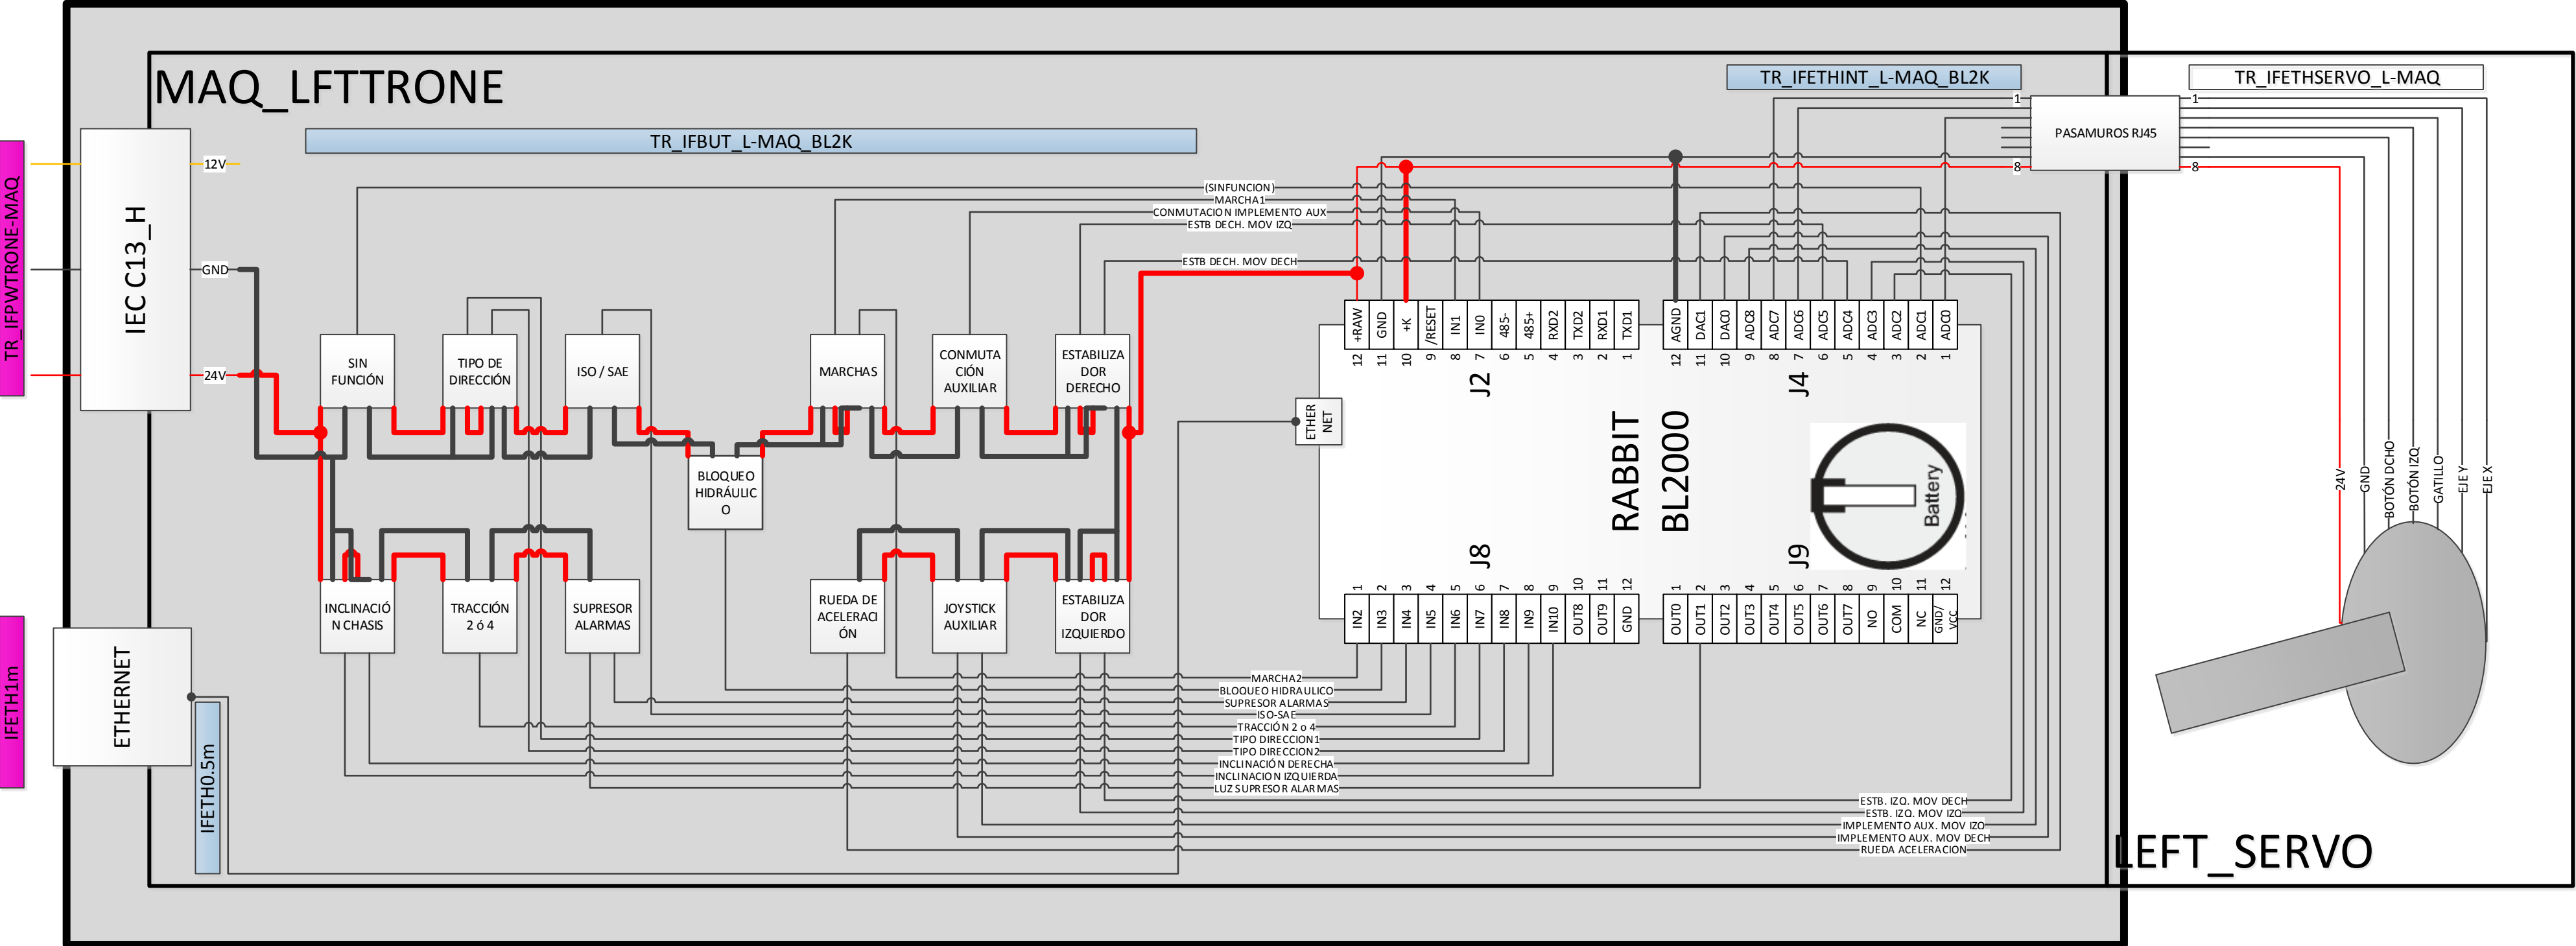 MAQ_LFTTRONE
TR_IFETHINT_L-MAQ_BL2K
TR_IFETHSERVO_L-MAQ
TR_IFBUT_L-MAQ_BL2K
TR_IFPWTRONE-MAQ
IEC C13_H
12V
GND
24V
1
8
PASAMUROS RJ45
1
8
(SINFUNCION)
MARCHA1
CONMUTACION IMPLEMENTO AUX
ESTB DECH. MOV IZQ
ESTB DECH. MOV DECH
SIN
FUNCIÓN
TIPO DE
DIRECCIÓN
ISO / SAE
MARCHAS
CONMUTA
CIÓN
AUXILIAR
ESTABILIZA
DOR
DERECHO
BLOQUEO
HIDRÁULIC
O
INCLINACIÓ
N CHASIS
TRACCIÓN
2 ó 4
SUPRESOR
ALARMAS
RUEDA DE
ACELERACI
ÓN
JOYSTICK
AUXILIAR
ESTABILIZA
DOR
IZQUIERDO
+RAW
GND
+K
/RESET
IN1
IN0
485-
485+
RXD2
TXD2
RXD1
TXD1
12
11
10
9
8
7
6
5
4
3
2
1
J2
AGND
DAC1
DAC0
ADC8
ADC7
ADC6
ADC5
ADC4
ADC3
ADC2
ADC1
ADC0
12
11
10
9
8
7
6
5
4
3
2
1
J4
ETHER
NET
RABBIT
BL2000
Battery
J8
1
2
3
4
5
6
7
8
9
10
11
12
IN2
IN3
IN4
IN5
IN6
IN7
IN8
IN9
IN10
OUT8
OUT9
GND
J9
1
2
3
4
5
6
7
8
9
10
11
12
OUT0
OUT1
OUT2
OUT3
OUT4
OUT5
OUT6
OUT7
NO
COM
NC
GND/
VCC
MARCHA2
BLOQUEO HIDRAULICO
SUPRESOR ALARMAS
ISO-SAE
TRACCIÓN 2 o 4
TIPO DIRECCION1
TIPO DIRECCION2
INCLINACIÓN DERECHA
INCLINACION IZQUIERDA
LUZ SUPRESOR ALARMAS
ESTB. IZQ. MOV DECH
ESTB. IZQ. MOV IZQ
IMPLEMENTO AUX. MOV IZQ
IMPLEMENTO AUX. MOV DECH
RUEDA ACELERACION
24V
GND
BOTÓN DCHO
BOTÓN IZQ
GATILLO
EJE Y
EJE X
IFETH1m
ETHERNET
IFETH0.5m
LEFT_SERVO